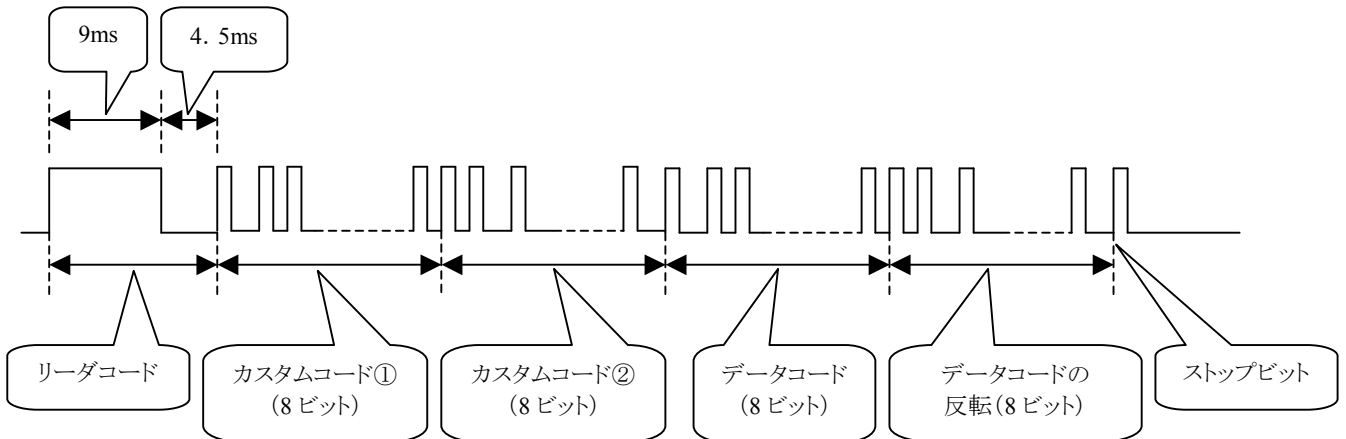 9ms
4. 5ms
リーダコード
カスタムコード①
(8 ビット)
カスタムコード②
(8 ビット)
データコード
(8 ビット)
データコードの
反転(8 ビット)
ストップビット